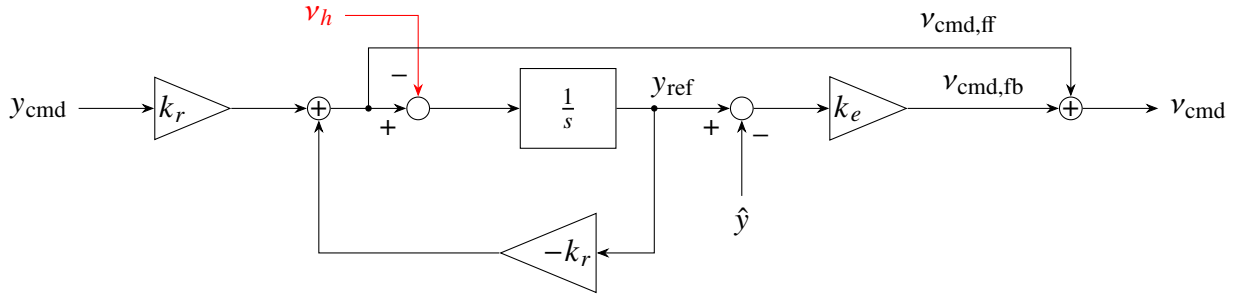 ν_h
ν_cmd,ff
−
y_cmd
k_r
+
+
1/s
y_ref
+
−
k_e
ν_cmd,fb
+
ν_cmd
ŷ
−k_r